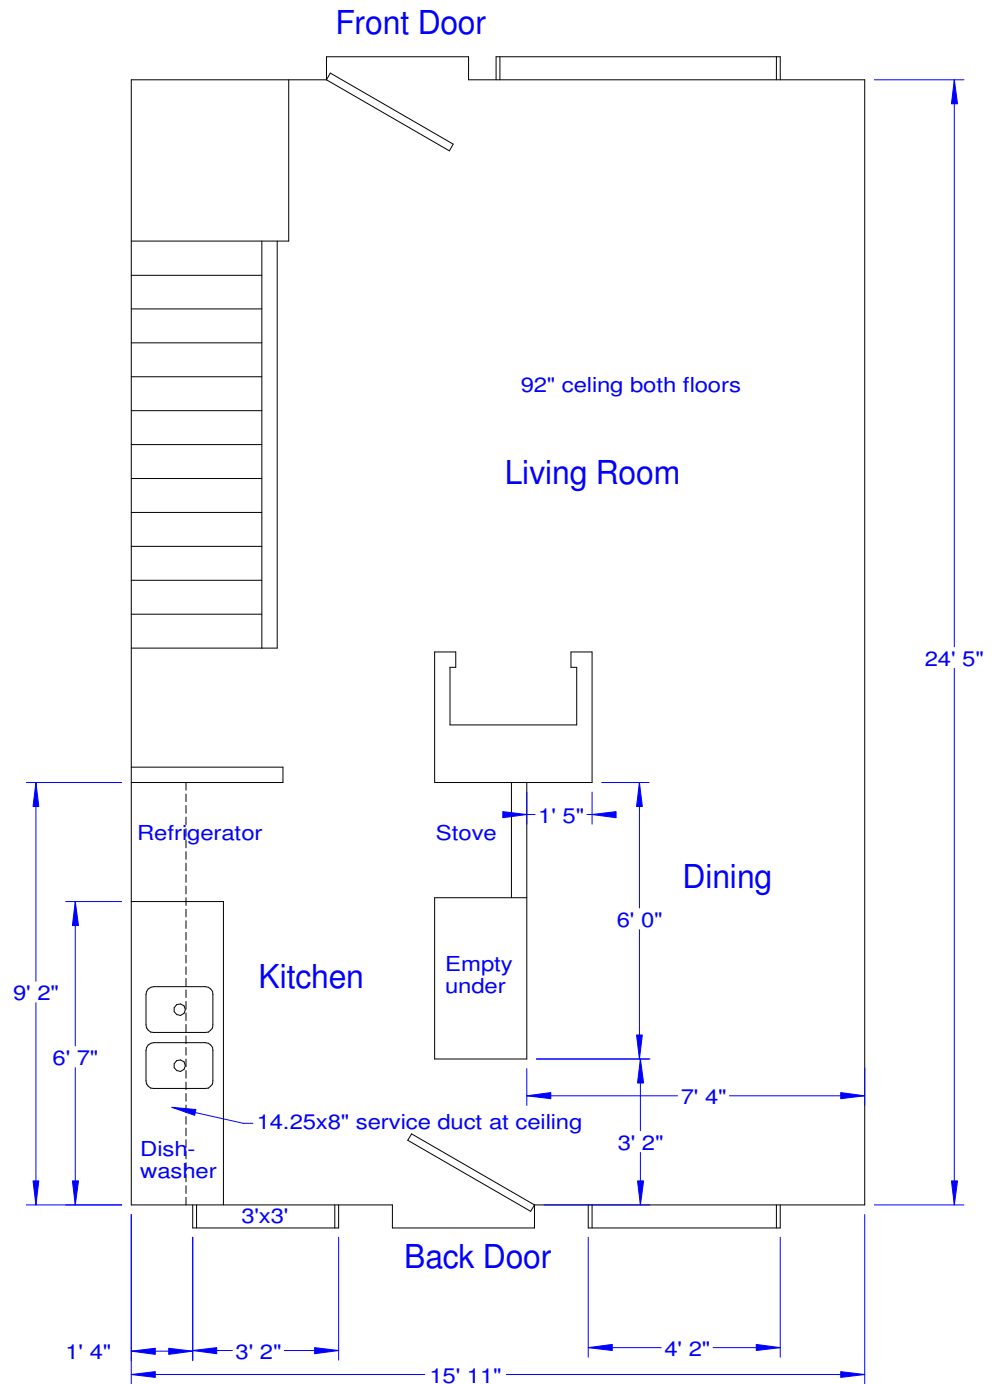 Front Door
92" celing both floors
Living Room
24' 5"
Refrigerator
Stove
1' 5"
Dining
6' 0"
Kitchen
Empty
under
9' 2"
6' 7"
7' 4"
14.25x8" service duct at ceiling
3' 2"
Dish-
washer
3'x3'
Back Door
1' 4"
3' 2"
4' 2"
15' 11"